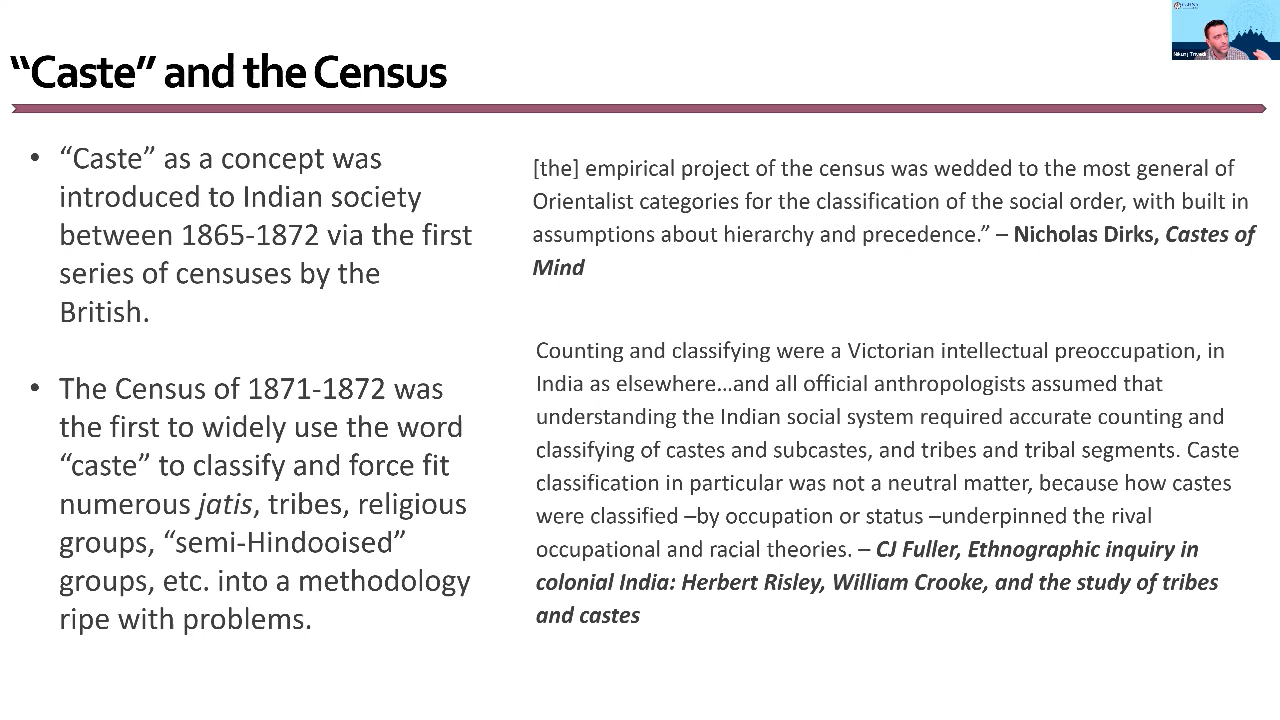 “Caste” and the Census
• “Caste” as a concept was
introduced to Indian society
between 1865-1872 via the first
series of censuses by the
British.
• The Census of 1871-1872 was
the first to widely use the word
“caste” to classify and force fit
numerous jatis, tribes, religious
groups, “semi-Hindooised”
groups, etc. into a methodology
ripe with problems.
[the] empirical project of the census was wedded to the most general of
Orientalist categories for the classification of the social order, with built in
assumptions about hierarchy and precedence.” – Nicholas Dirks, Castes of
Mind
Counting and classifying were a Victorian intellectual preoccupation, in
India as elsewhere…and all official anthropologists assumed that
understanding the Indian social system required accurate counting and
classifying of castes and subcastes, and tribes and tribal segments. Caste
classification in particular was not a neutral matter, because how castes
were classified –by occupation or status –underpinned the rival
occupational and racial theories. – CJ Fuller, Ethnographic inquiry in
colonial India: Herbert Risley, William Crooke, and the study of tribes
and castes
Nikunj Trivedi